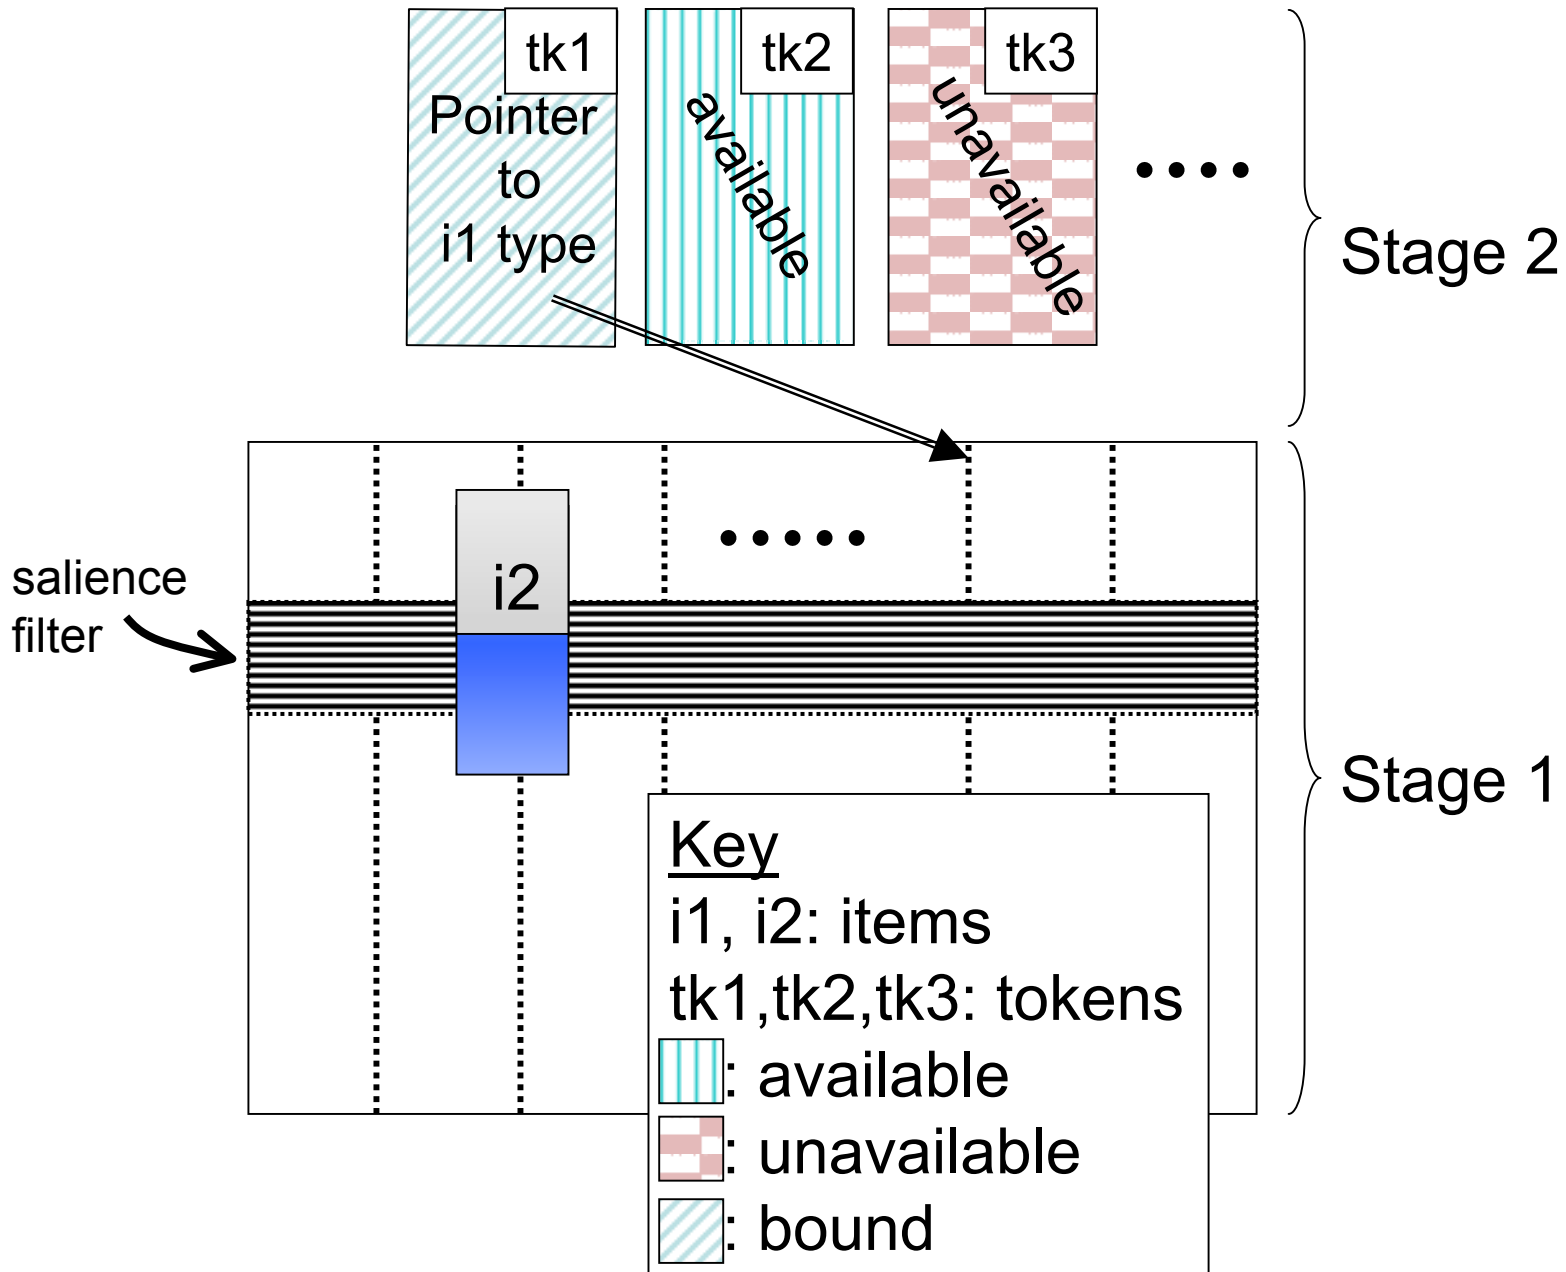 tk1
Pointer
to
i1 type
tk2
available
tk3
unavailable
Stage 2
salience
filter
i2
Stage 1
Key
i1, i2: items
tk1,tk2,tk3: tokens
: available
: unavailable
: bound